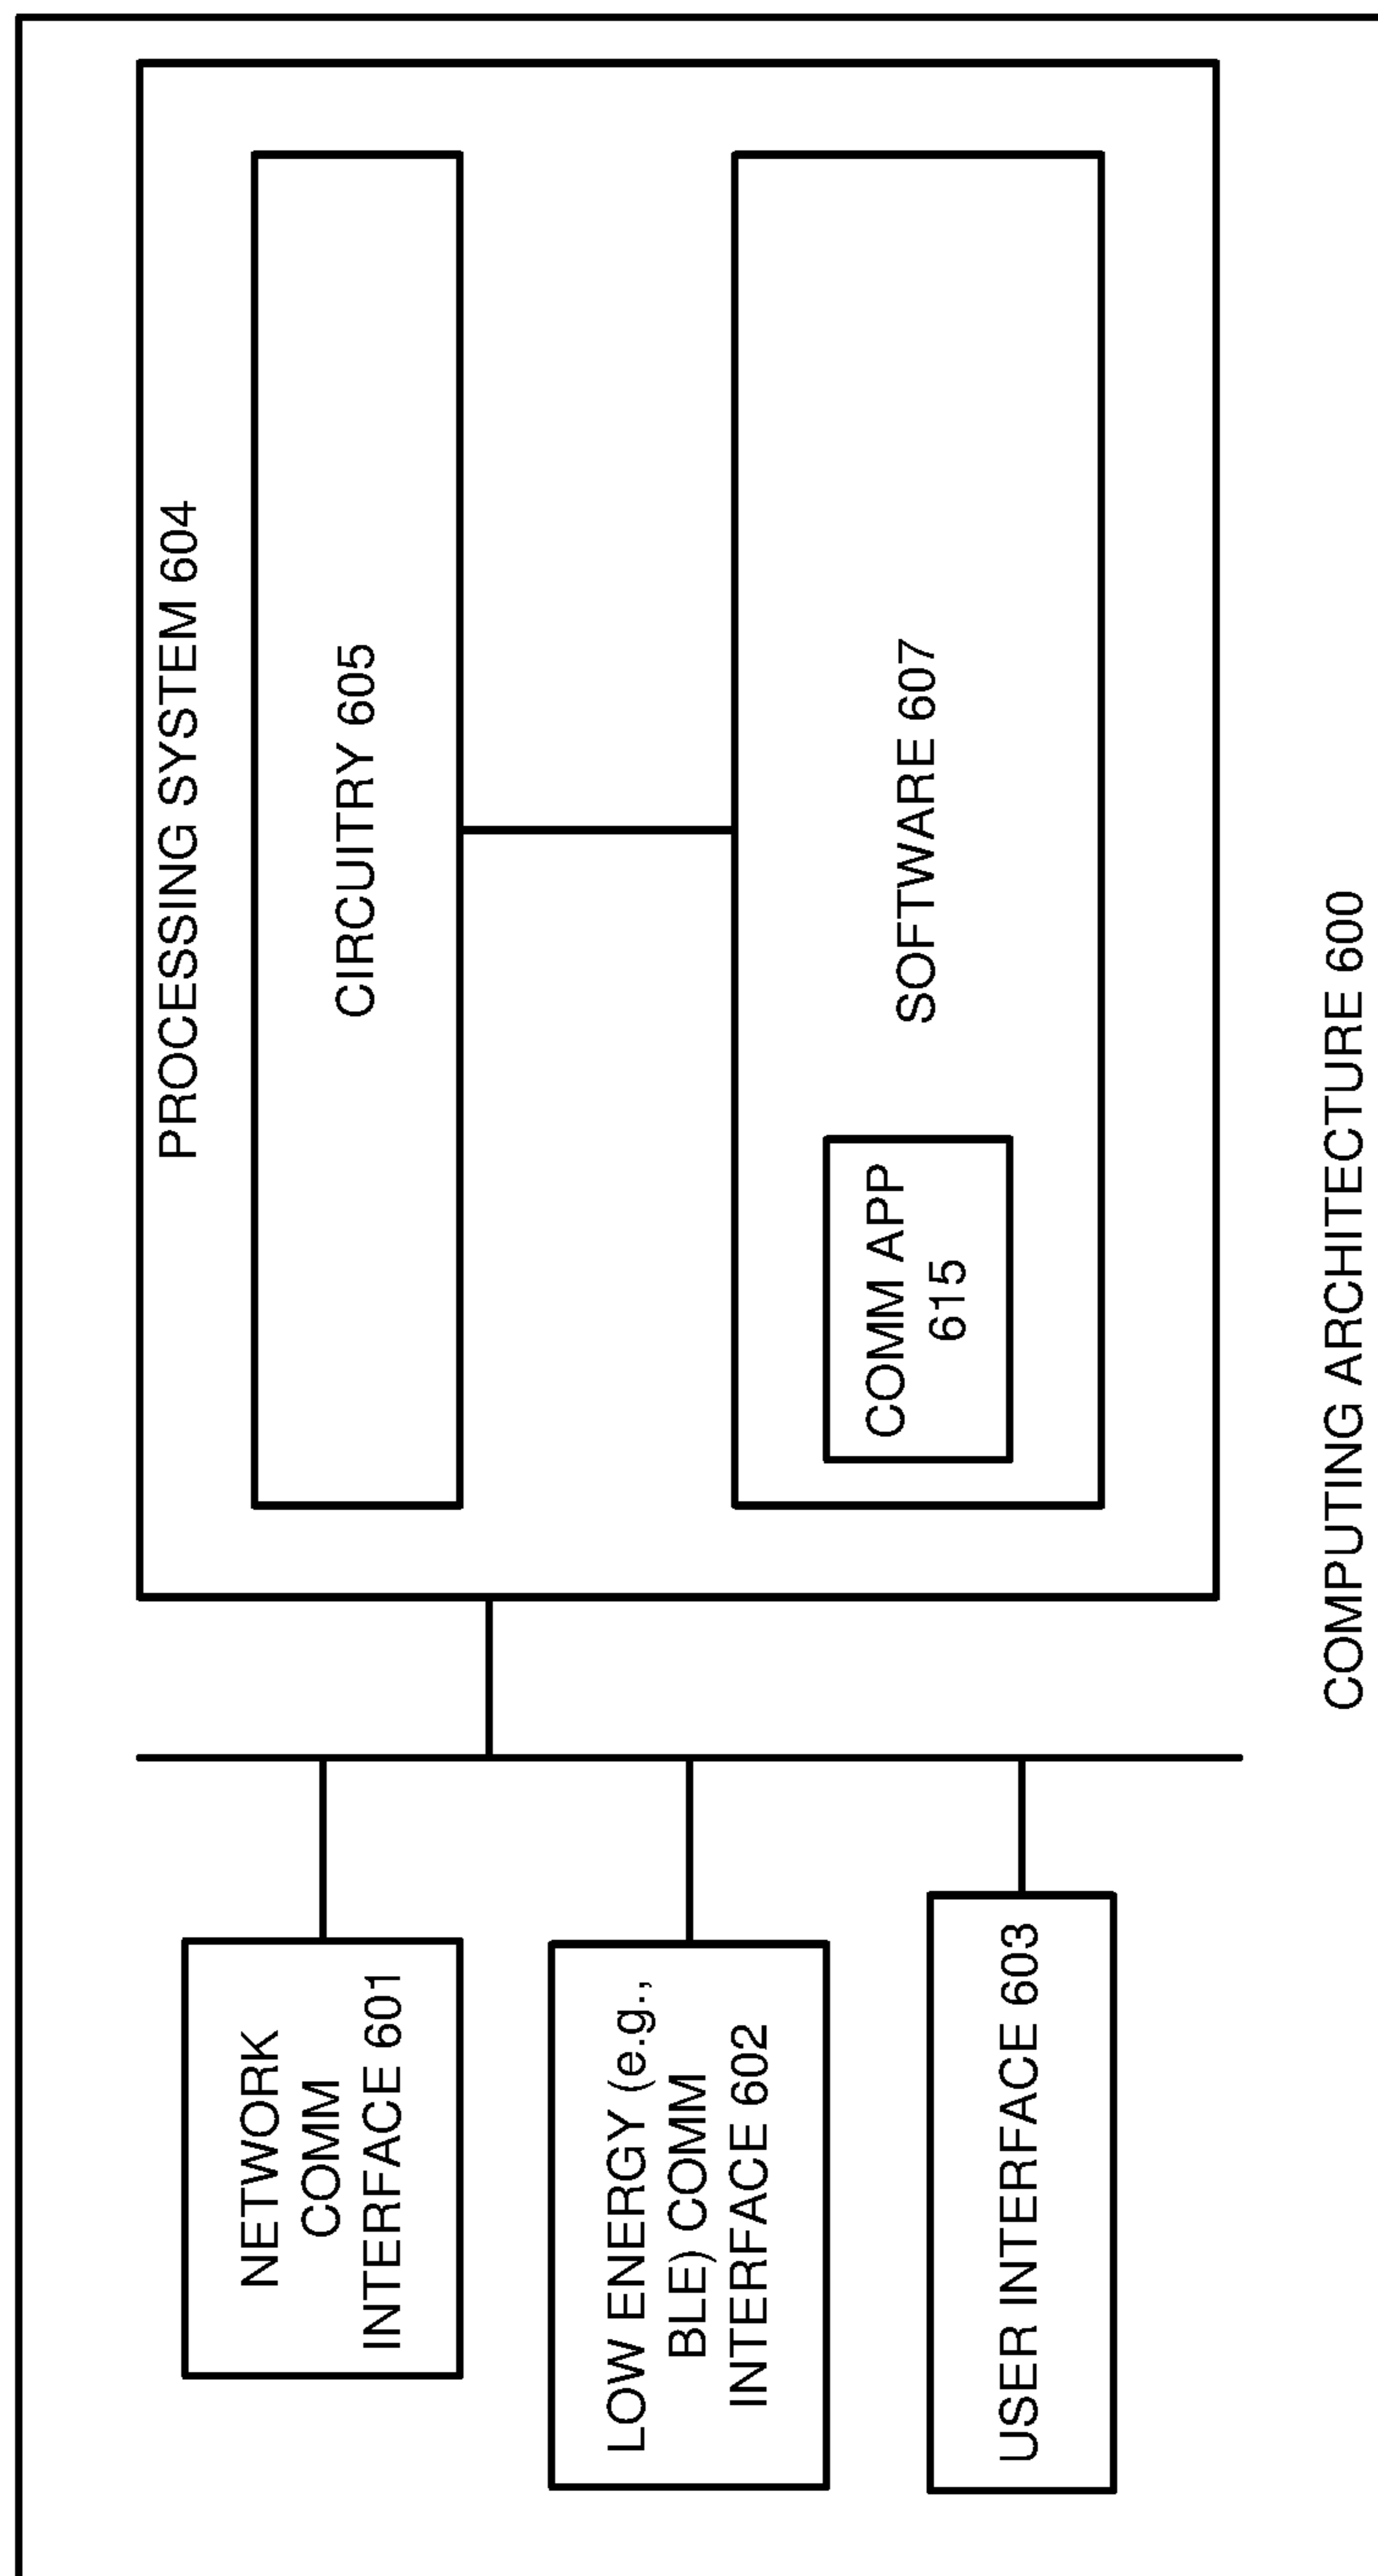 NETWORK
COMM
INTERFACE 601
LOW ENERGY (e.g.,
BLE) COMM
INTERFACE 602
USER INTERFACE 603
PROCESSING SYSTEM 604
CIRCUITRY 605
SOFTWARE 607
COMM APP
615
COMPUTING ARCHITECTURE 600